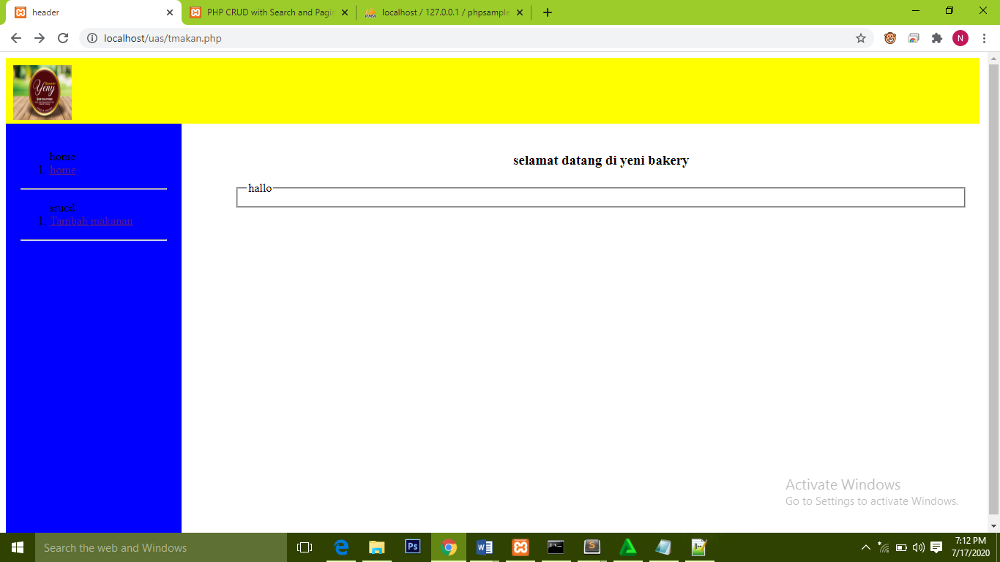 header
PHP CRUD with Search and Pagin
localhost / 127.0.0.1 / phpsample
localhost/uas/tmakan.php
N
Yeny
home
1. home
srucd
1. Tambah makanan
selamat datang di yeni bakery
hallo
Activate Windows
Go to Settings to activate Windows.
Search the web and Windows
Ps
7:12 PM
7/17/2020